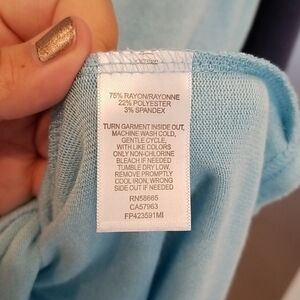 75% RAYON/RAYONNE
22% POLYESTER
3% SPANDEX
TURN GARMENT INSIDE OUT,
MACHINE WASH COLD,
GENTLE CYCLE,
WITH LIKE COLORS
ONLY NON-CHLORINE
BLEACH IF NEEDED
TUMBLE DRY LOW,
REMOVE PROMPTLY
COOL IRON, WRONG
SIDE OUT IF NEEDED
RN58665
CA57963
FP423591MI